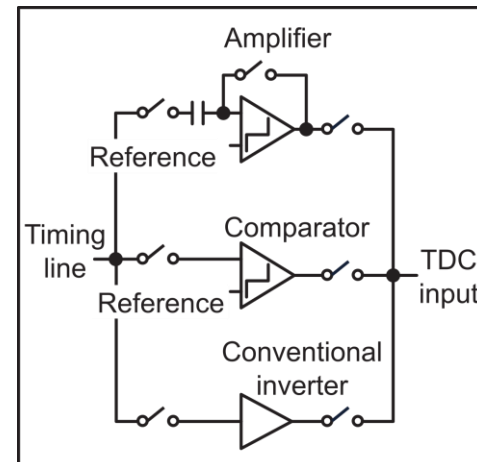 Amplifier
Reference
Timing
line
Comparator
Reference
TDC
input
Conventional
inverter